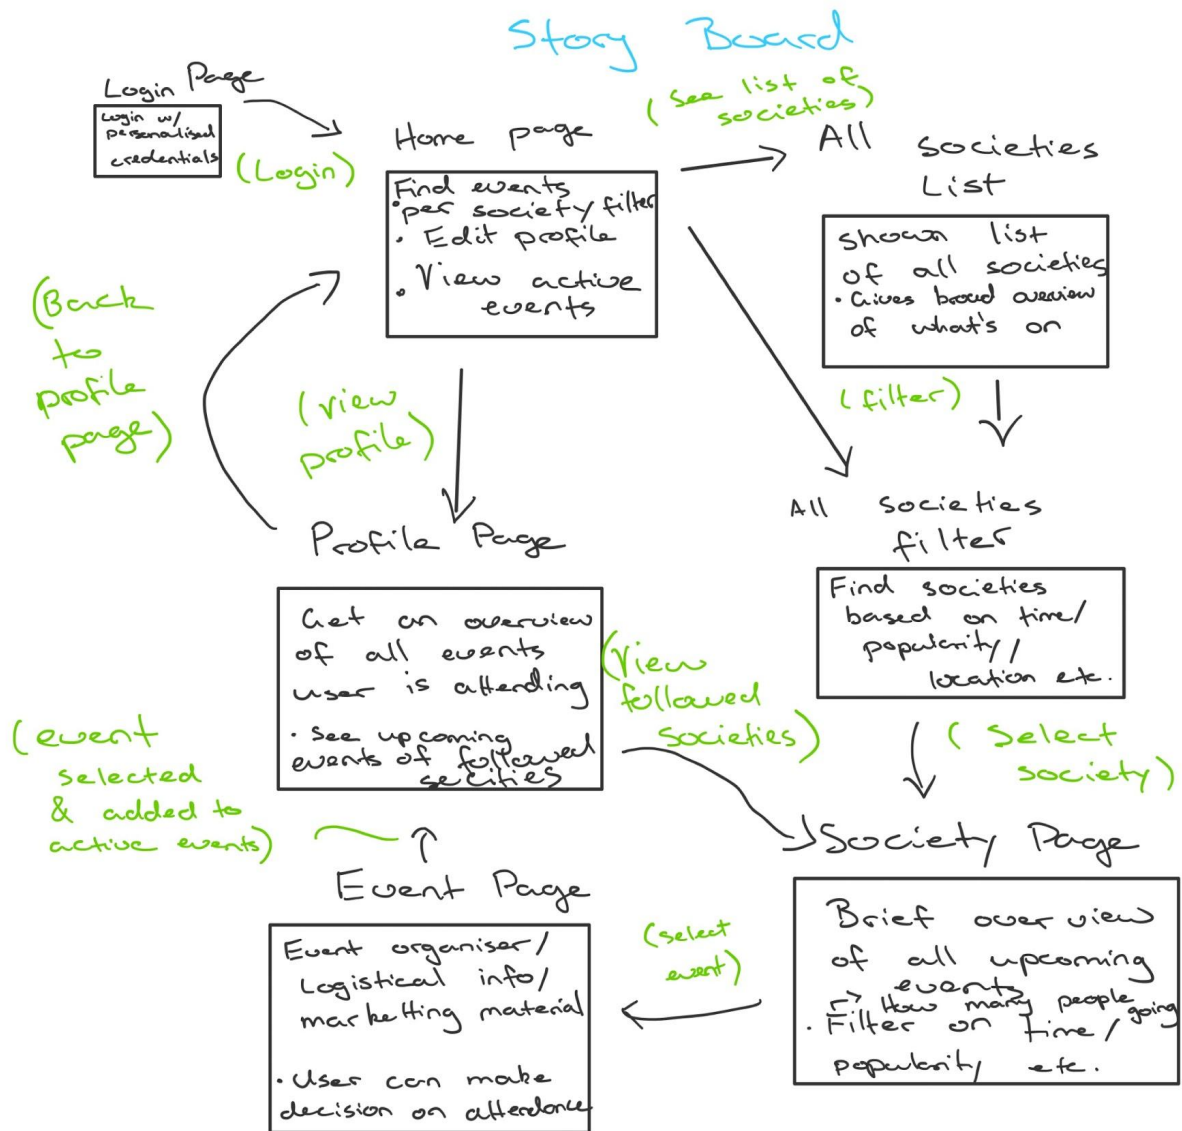 Story Board
Login Page
Login w/
personalised
credentials
(Login)
Home page
Find events
• per society filter
• Edit profile
• View active
events
(See list of
societies)
All societies
List
shown list
of all societies
• Gives broad overview
of what's on
(filter)
All societies
filter
Find societies
based on time/
popularity//
location etc.
(Select
society)
(Back
to
profile
page)
(view
profile)
Profile Page
Get an overview
of all events
user is attending
• see upcoming
events of followed
secities
(View
followed
societies)
Society Page
Brief over view
of all upcoming
events
↳ How many people going
• Filter on time/
popularity etc.
(select
event)
Event Page
Event organiser/
Logistical info/
marketting material
• User can make
decision on attendance
(event
selected
& added to
active events)